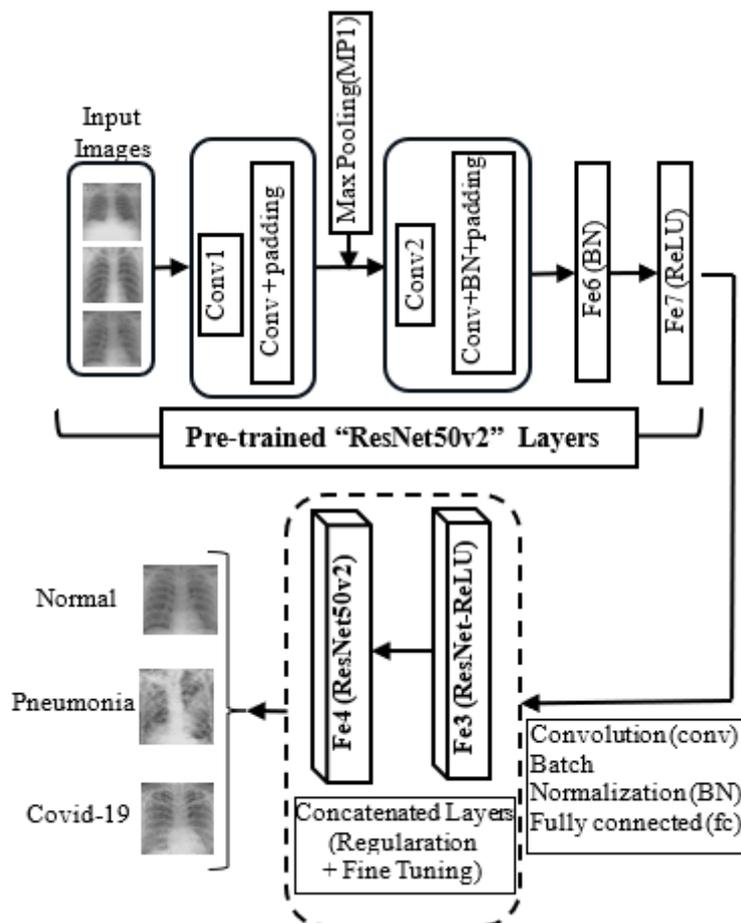 Input
Images
Conv1
Conv + padding
Max Pooling(MP1)
Conv2
Conv+BN+padding
Fe6 (BN)
Fe7 (ReLU)
Pre-trained “ResNet50v2” Layers
Normal
Pneumonia
Covid-19
Fe4 (ResNet50v2)
Fe3 (ResNet-ReLU)
Concatenated Layers
(Regularation
+ Fine Tuning)
Convolution (conv)
Batch
Normalization (BN)
Fully connected (fc)